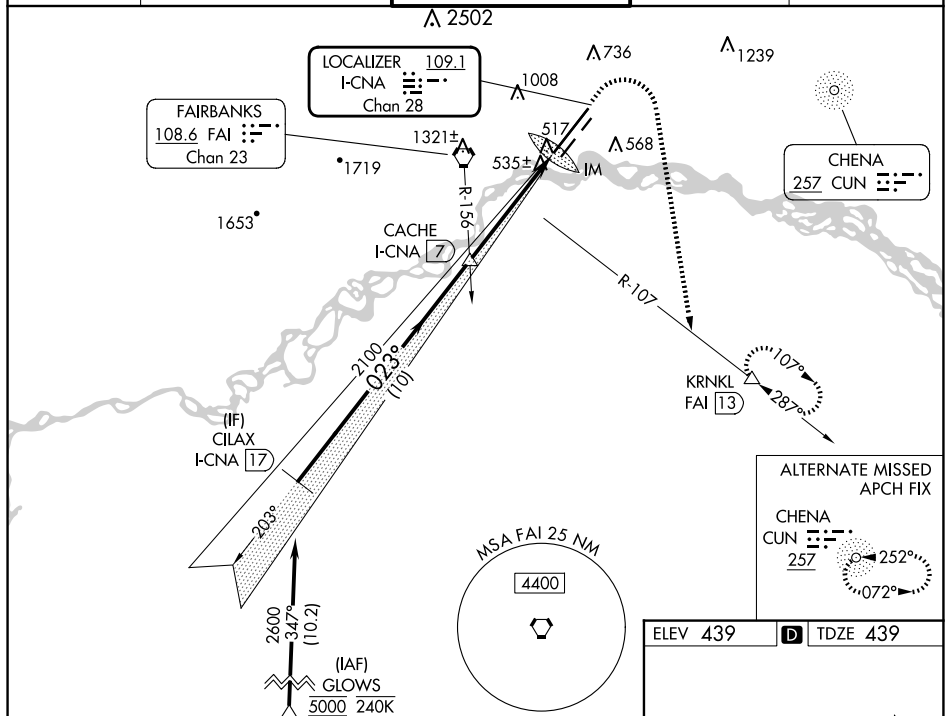 2502
LOCALIZER 109.1
I-CNA
Chan 28
736
1239
1008
FAIRBANKS
108.6 FAI
Chan 23
1321±
517
568
535±
IM
1719
CHENA
257 CUN
R-156
1653
CACHE
I-CNA 7
R-107
2100
023°
(10)
KRNKL
FAI 13
107°
287°
(IF)
CILAX
I-CNA 17
203°
ALTERNATE MISSED
APCH FIX
CHENA
CUN
257
252°
072°
MSA FAI 25 NM
4400
2600
347°
(10.2)
(IAF)
GLOWS
5000 240K
ELEV 439 D TDZE 439